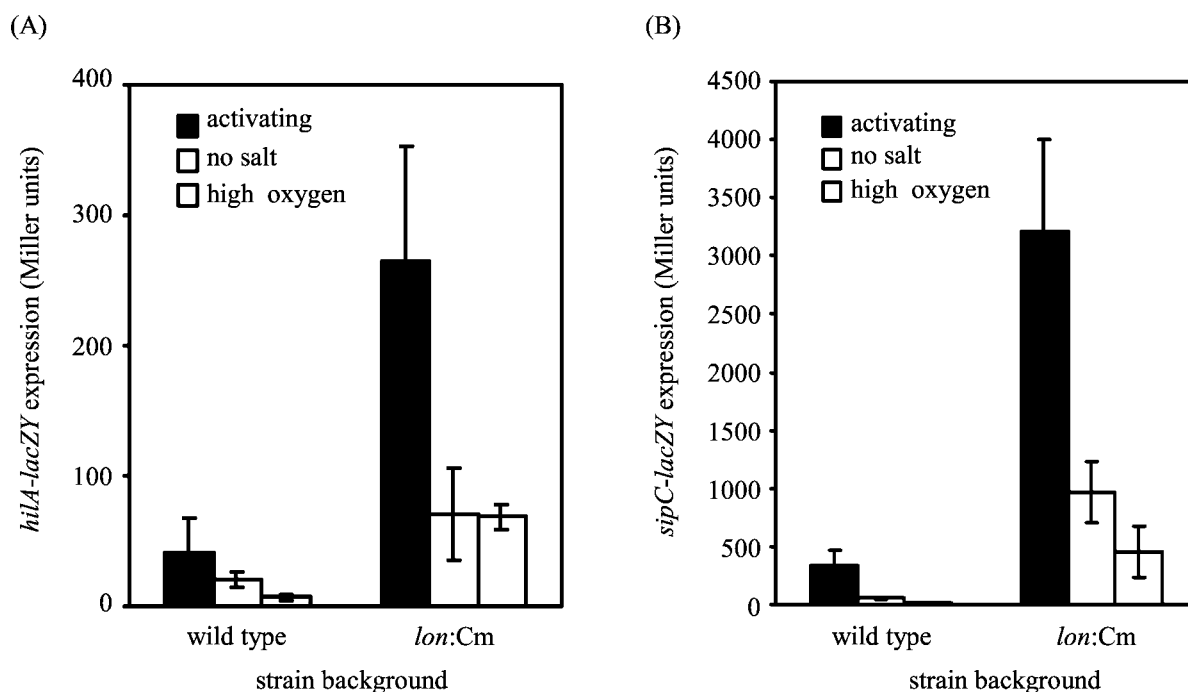 (A)
hilA-lacZY expression (Miller units)
400
300
200
100
0
activating
no salt
high oxygen
wild type
lon:Cm
strain background
(B)
sipC-lacZY expression (Miller units)
4500
4000
3500
3000
2500
2000
1500
1000
500
0
activating
no salt
high oxygen
wild type
lon:Cm
strain background